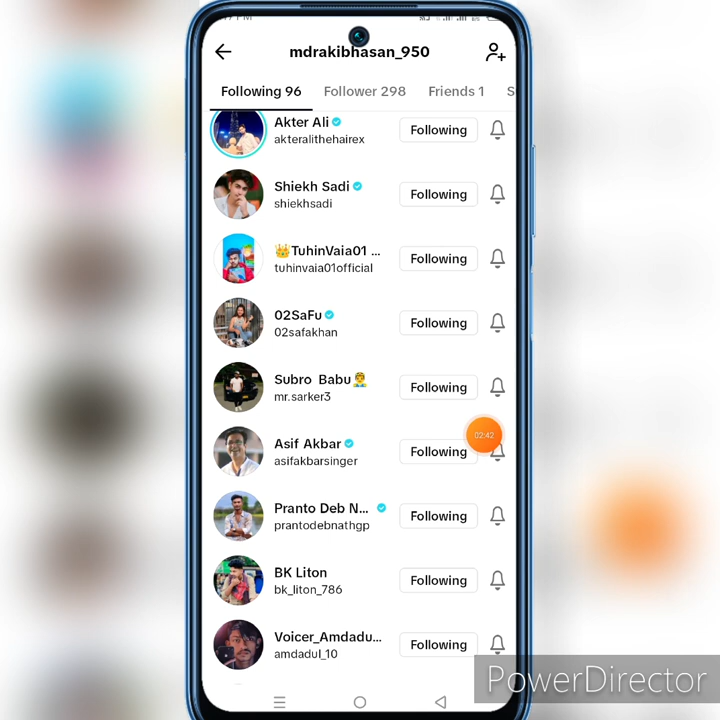 mdrakibhasan_950
Following 96 Follower 298 Friends 1 S
Akter Ali
akteralithehairex
Following
Shiekh Sadi
shiekhsadi
Following
👑TuhinVaia01 ...
tuhinvaia01official
Following
02SaFu
02safakhan
Following
Subro Babu
mr.sarker3
Following
02:42
Asif Akbar
asifakbarsinger
Following
Pranto Deb N...
prantodebnathgp
Following
BK Liton
bk_liton_786
Following
Voicer_Amdadu...
amdadul_10
Following
PowerDirector